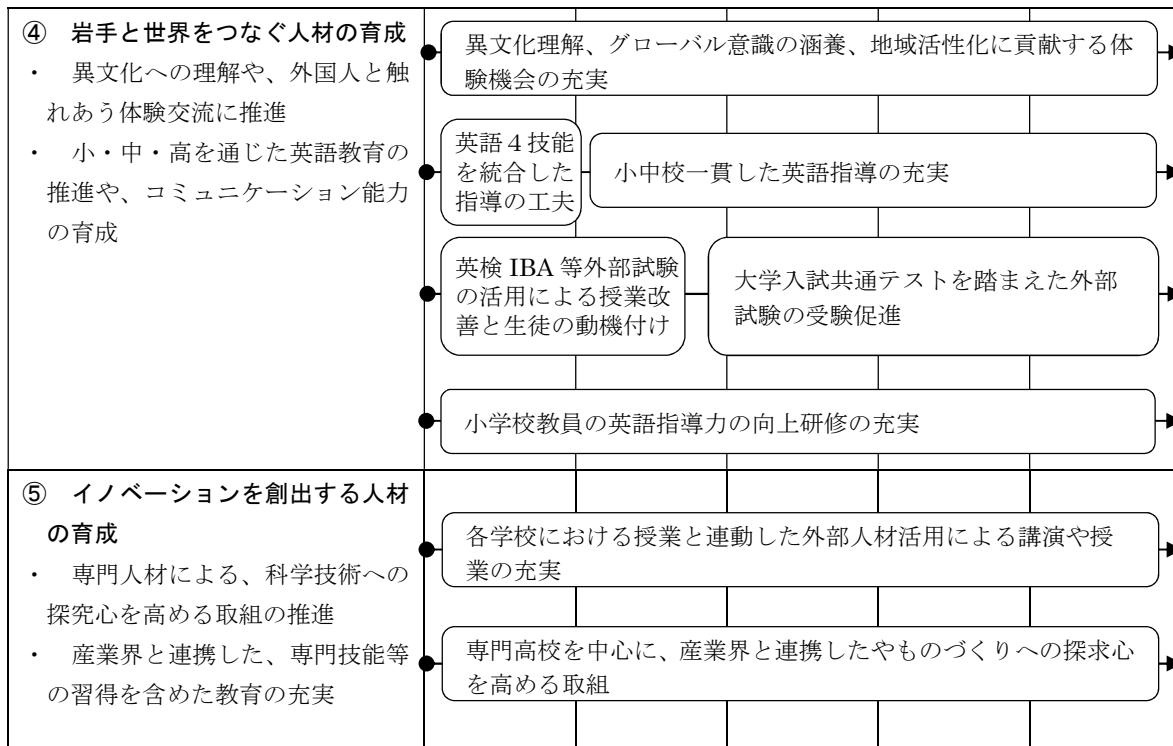 ④ 岩手と世界をつなぐ人材の育成
・ 異文化への理解や、外国人と触
れあう体験交流に推進
・ 小・中・高を通じた英語教育の
推進や、コミュニケーション能力
の育成
異文化理解、グローバル意識の涵養、地域活性化に貢献する体
験機会の充実
英語４技能
を統合した
指導の工夫
小中校一貫した英語指導の充実
英検 IBA 等外部試験
の活用による授業改
善と生徒の動機付け
大学入試共通テストを踏まえた外部
試験の受験促進
小学校教員の英語指導力の向上研修の充実
⑤ イノベーションを創出する人材
の育成
・ 専門人材による、科学技術への
探究心を高める取組の推進
・ 産業界と連携した、専門技能等
の習得を含めた教育の充実
各学校における授業と連動した外部人材活用による講演や授
業の充実
専門高校を中心に、産業界と連携したやものづくりへの探求心
を高める取組